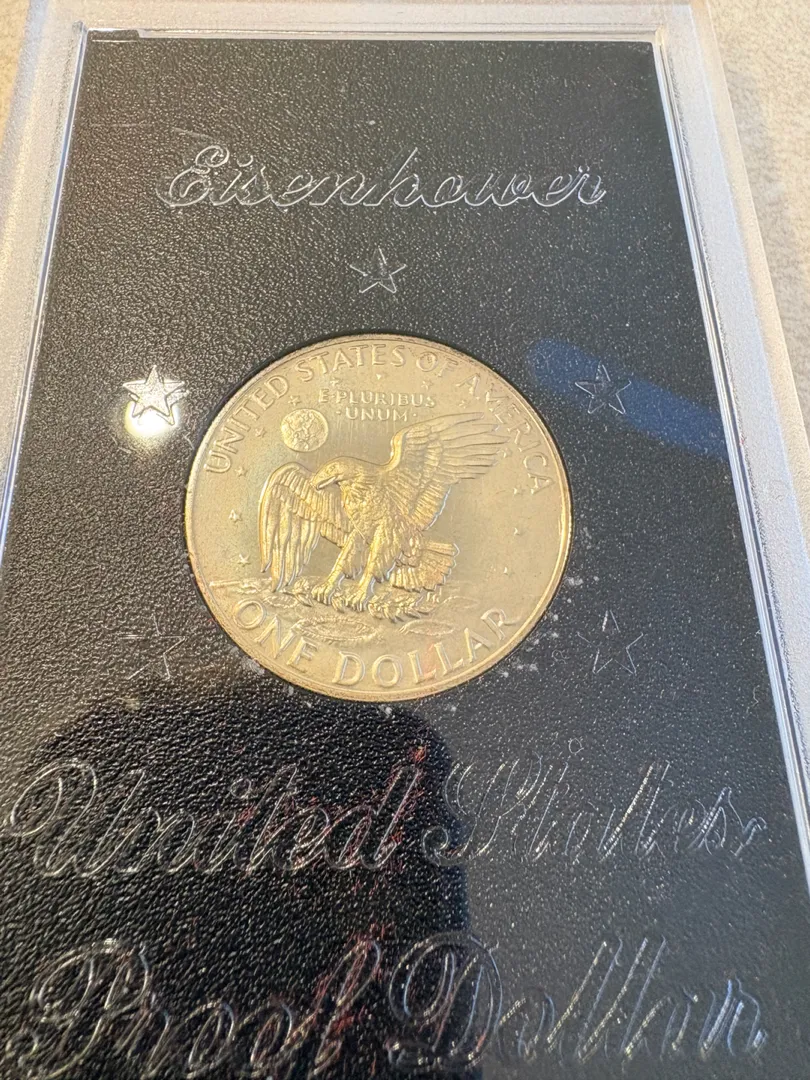 Eisenhower
UNITED STATES OF AMERICA
E·PLURIBUS
·UNUM·
ONE DOLLAR
United States
Proof Dollar